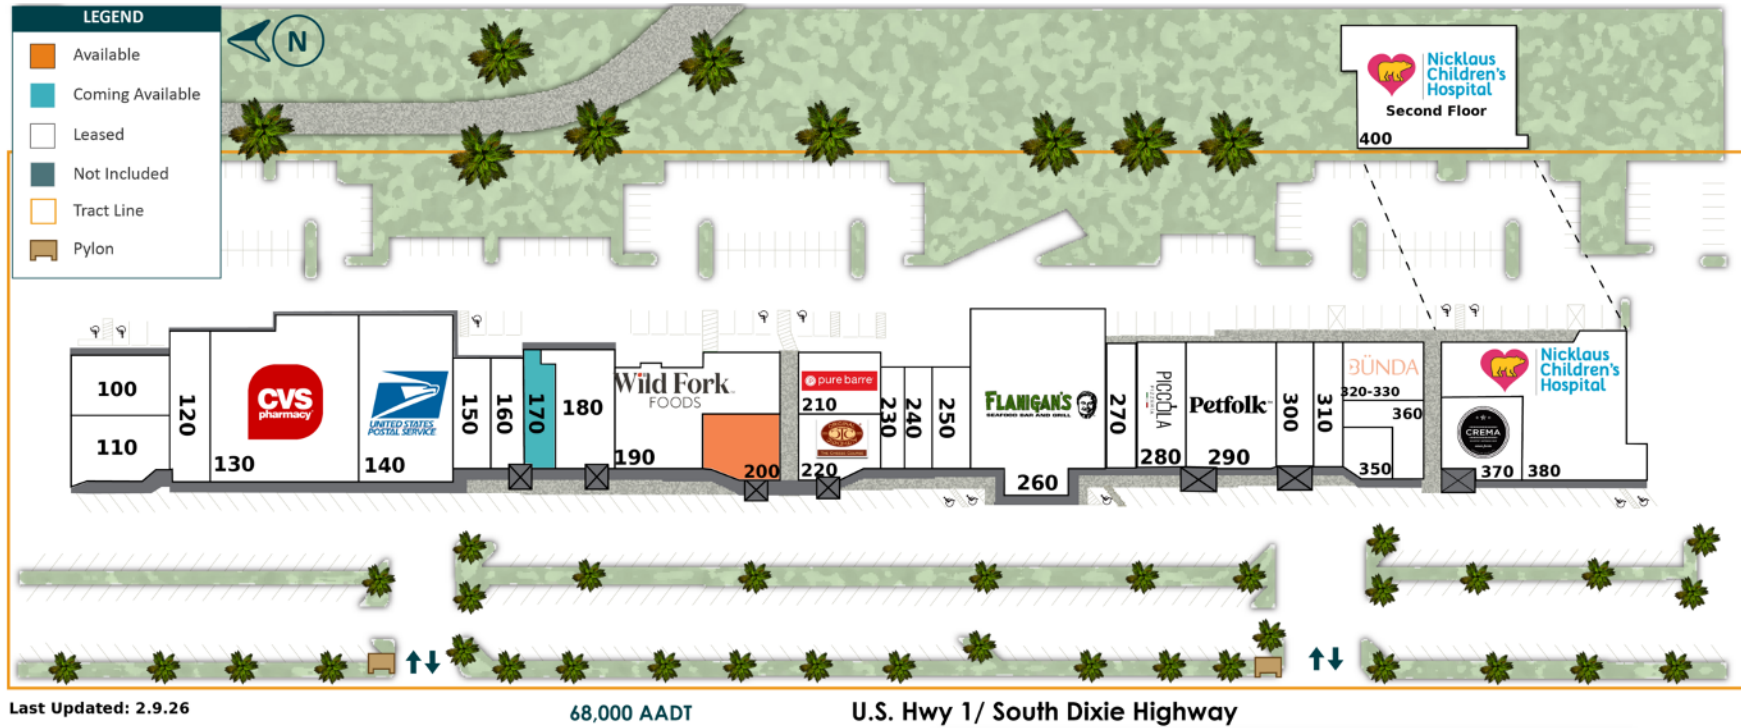 LEGEND
Available
Coming Available
Leased
Not Included
Tract Line
Pylon
N
Nicklaus
Children's
Hospital
Second Floor
400
100
110
120
CVS
pharmacy
130
UNITED STATES
POSTAL SERVICE
140
150
160
170
180
Wild Fork
FOODS
190
200
pure barre
210
220
230
240
250
FLANIGAN'S
SEAFOOD BAR AND GRILL
260
270
PICCOLA
280
Petfolk
290
300
310
BÜNDA
320-330
360
350
Nicklaus
Children's
Hospital
CREMA
370
380
Last Updated: 2.9.26
68,000 AADT
U.S. Hwy 1/ South Dixie Highway